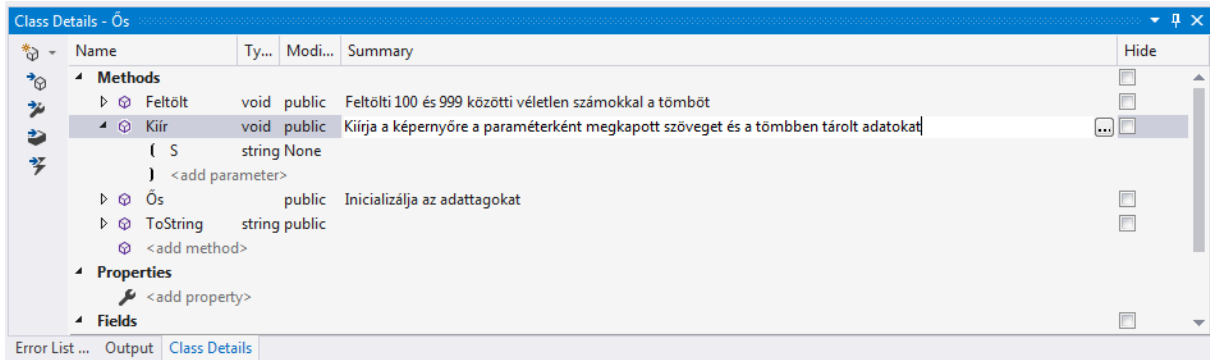 Class Details - Ős
Name Ty... Modi... Summary Hide
Methods
Feltölt void public Feltölti 100 és 999 közötti véletlen számokkal a tömböt
Kiír void public Kiírja a képernyőre a paraméterként megkapott szöveget és a tömbben tárolt adatokat ...
( S string None
) <add parameter>
Ős public Inicializálja az adattagokat
ToString string public
<add method>
Properties
<add property>
Fields
Error List ... Output Class Details